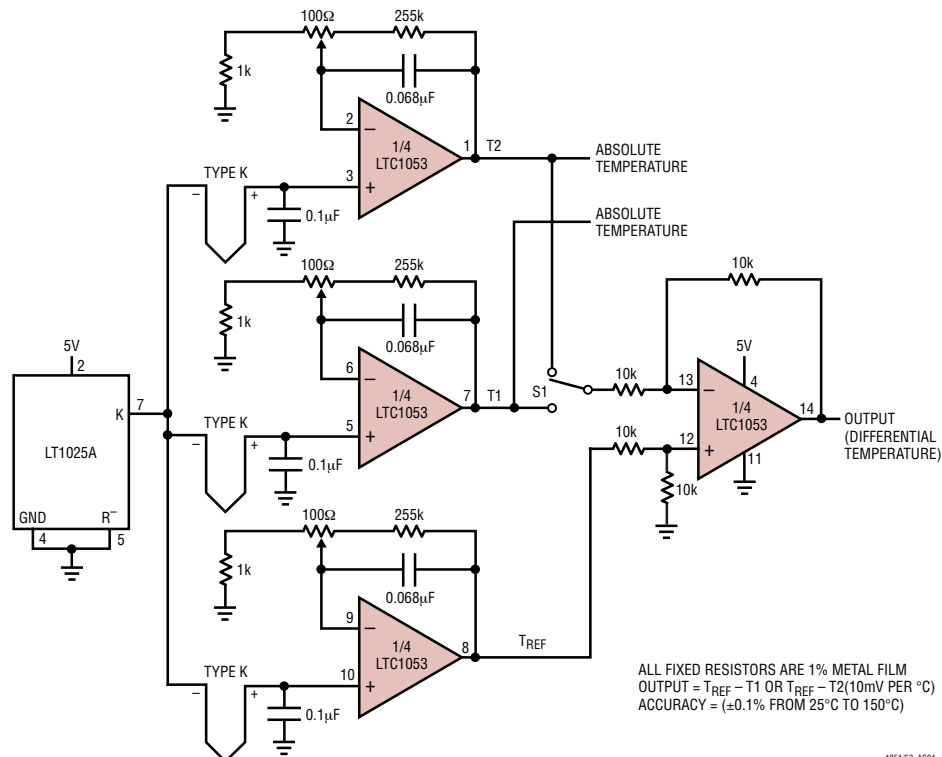 100Ω
255k
1k
0.068µF
2
–
1/4
LTC1053
1
T2
3
+
TYPE K
–
+
0.1µF
ABSOLUTE
TEMPERATURE
ABSOLUTE
TEMPERATURE
100Ω
255k
1k
0.068µF
6
–
1/4
LTC1053
7
T1
5
+
TYPE K
–
+
0.1µF
S1
10k
10k
5V
13
–
4
1/4
LTC1053
14
OUTPUT
(DIFFERENTIAL
TEMPERATURE)
10k
12
+
11
10k
5V
2
K
7
LT1025A
GND
R–
4
5
100Ω
255k
1k
0.068µF
9
–
1/4
LTC1053
8
TREF
10
+
TYPE K
–
+
0.1µF
ALL FIXED RESISTORS ARE 1% METAL FILM
OUTPUT = TREF – T1 OR TREF – T2(10mV PER °C)
ACCURACY = (±0.1% FROM 25°C TO 150°C)